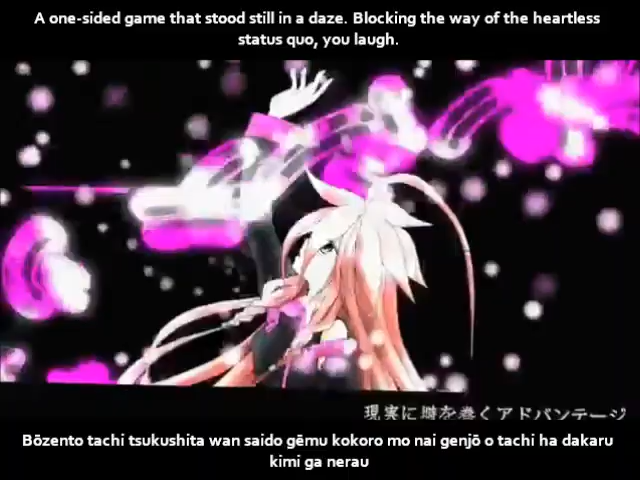 A one-sided game that stood still in a daze. Blocking the way of the heartless
status quo, you laugh.
現実に嘘を巻くアドバンテージ
Bōzento tachi tsukushita wan saido gēmu kokoro mo nai genjō o tachi ha dakaru
kimi ga nerau